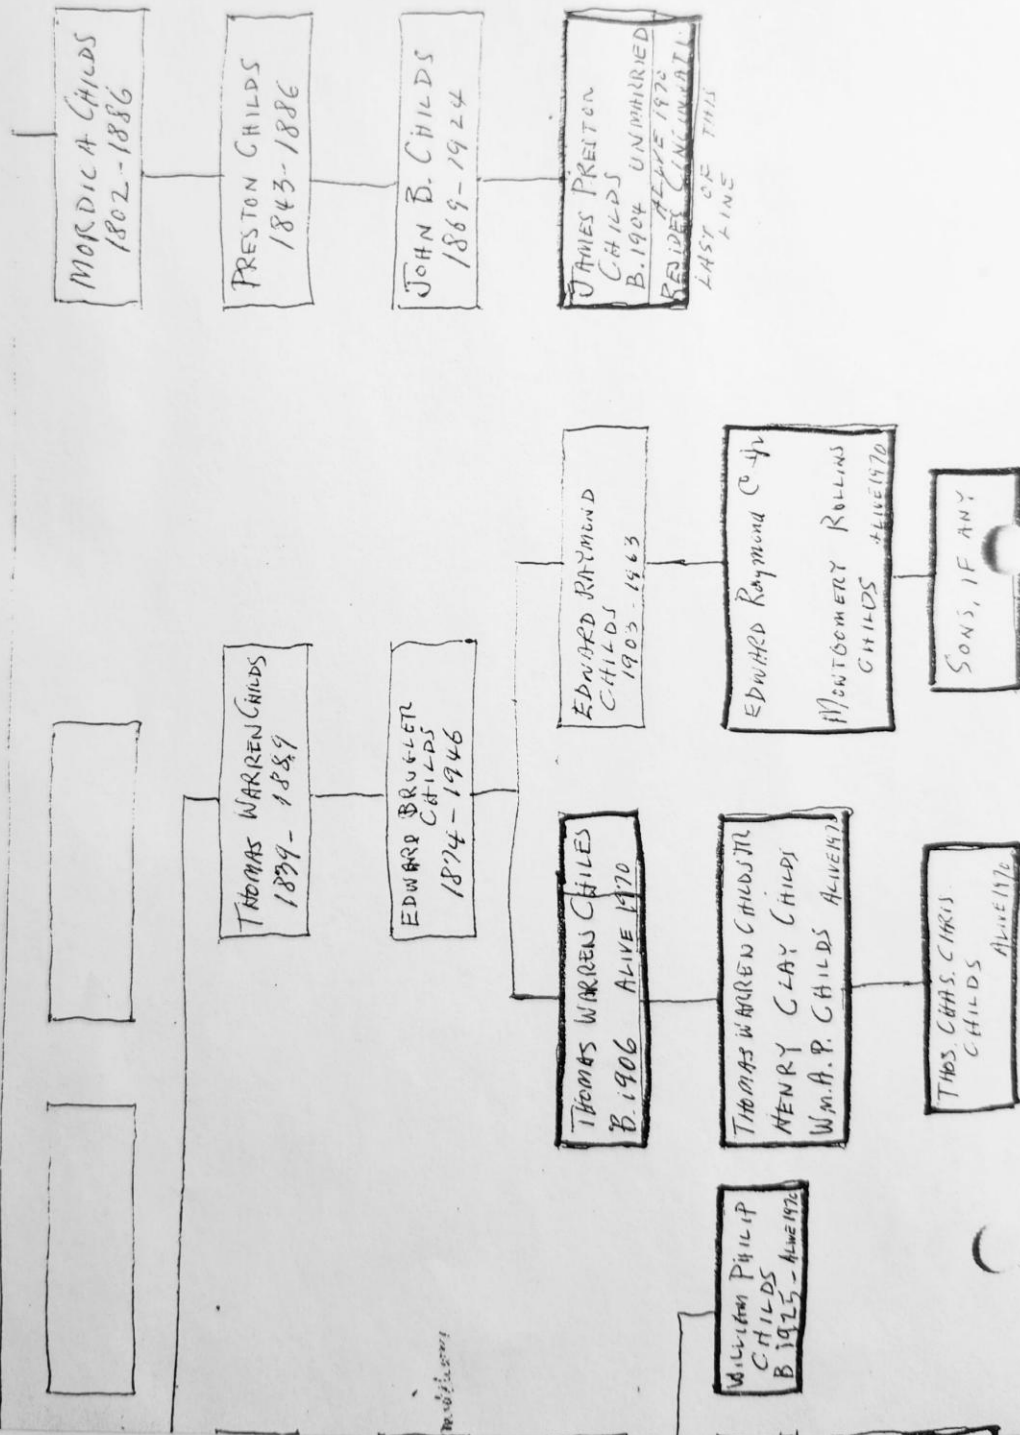 MORDICA CHILDS
1802--1886
PRESTON CHILDS
1843-1886
JOHN B. CHILDS
1869-1924
JAMES PRESTON
CHILDS
B. 1904 UNMARRIED
ALIVE 1970
RESIDES CINCINNATI
LAST OF THIS
LINE
THOMAS WARREN CHILDS
1839-1889
EDWARD BRUGLER
CHILDS
1874-1946
EDWARD RAYMOND
CHILDS
1903-1963
EDWARD Raymond C Jr
MONTGOMERY ROLLINS
CHILDS
ALIVE 1970
SONS, IF ANY
THOMAS WARREN CHILES
B. 1906 ALIVE 1970
THOMAS WARREN CHILDS JR
HENRY CLAY CHILDS
WM. A. P. CHILDS ALIVE 1970
THOS. CHAS. CHRIS
CHILDS
ALIVE 1970
WILLIAM PHILIP
CHILDS
B 1925-ALIVE 1970